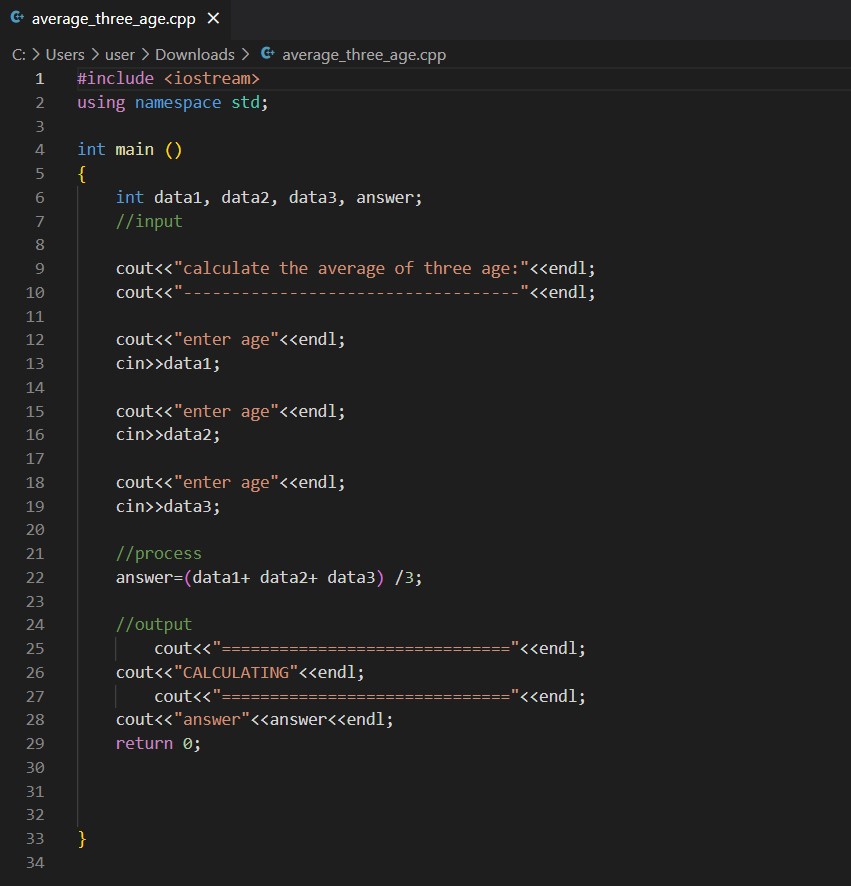 average_three_age.cpp ×
C: > Users > user > Downloads > average_three_age.cpp
1 #include <iostream>
2 using namespace std;
3
4 int main ()
5 {
6     int data1, data2, data3, answer;
7     //input
8
9     cout<<"calculate the average of three age:"<<endl;
10     cout<<"-----------------------------------"<<endl;
11
12     cout<<"enter age"<<endl;
13     cin>>data1;
14
15     cout<<"enter age"<<endl;
16     cin>>data2;
17
18     cout<<"enter age"<<endl;
19     cin>>data3;
20
21     //process
22     answer=(data1+ data2+ data3) /3;
23
24     //output
25         cout<<"=============================="<<endl;
26     cout<<"CALCULATING"<<endl;
27         cout<<"=============================="<<endl;
28     cout<<"answer"<<answer<<endl;
29     return 0;
30
31
32
33 }
34